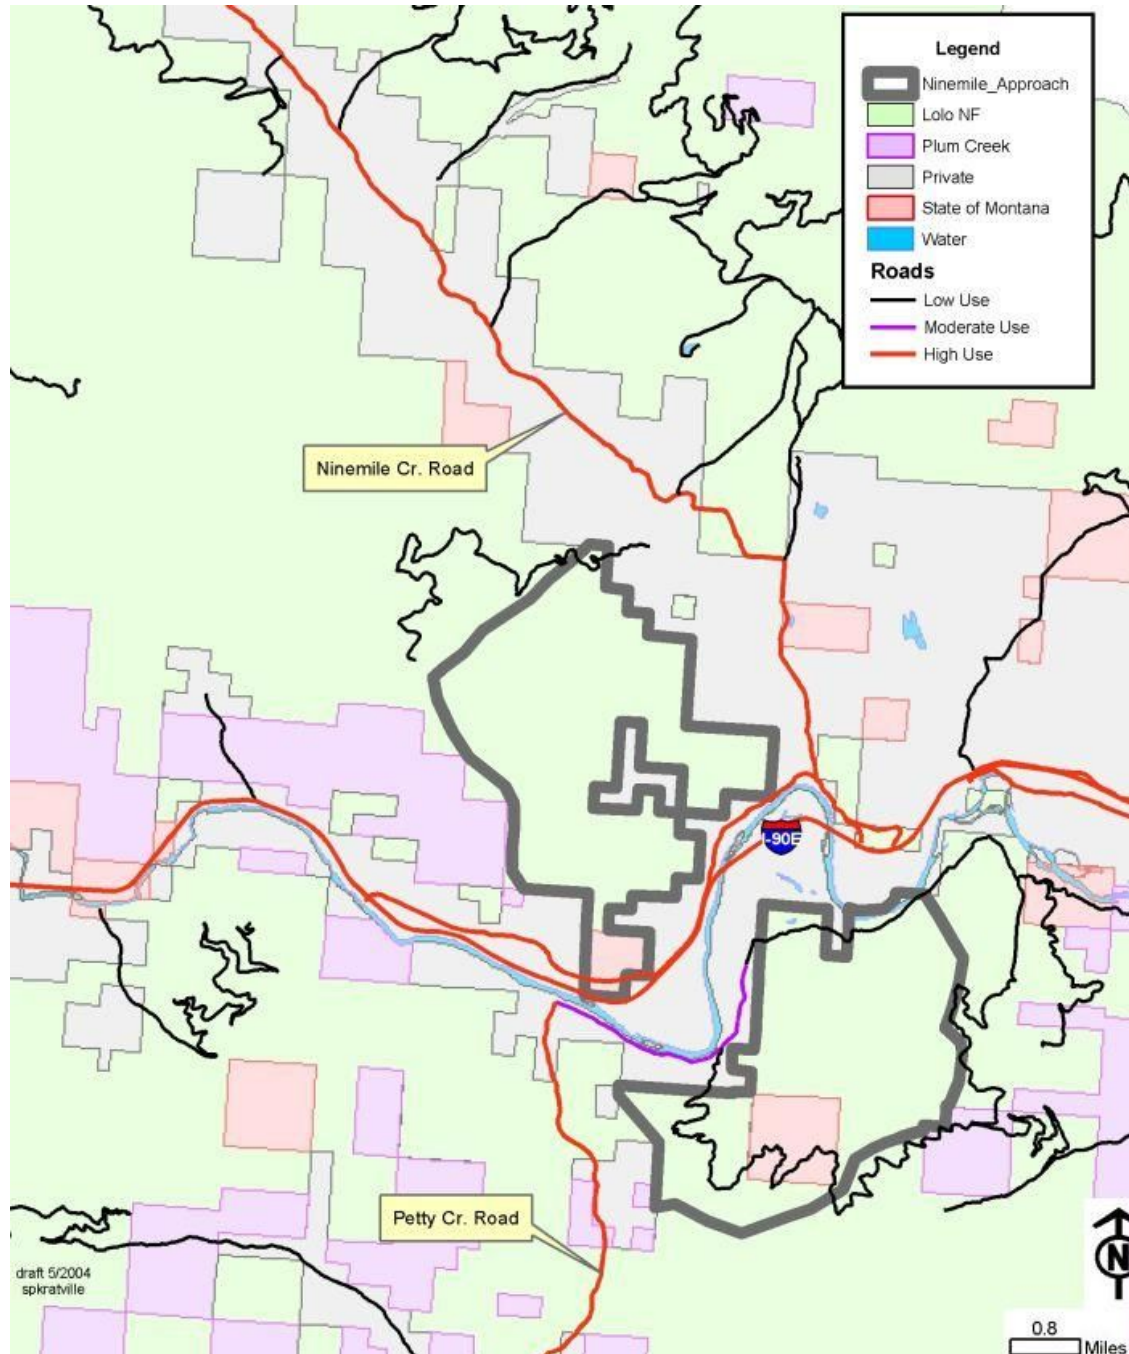 Legend
Ninemile_Approach
Lolo NF
Plum Creek
Private
State of Montana
Water
Roads
Low Use
Moderate Use
High Use
Ninemile Cr. Road
I-90E
Petty Cr. Road
draft 5/2004
spkratville
N
0.8
Miles